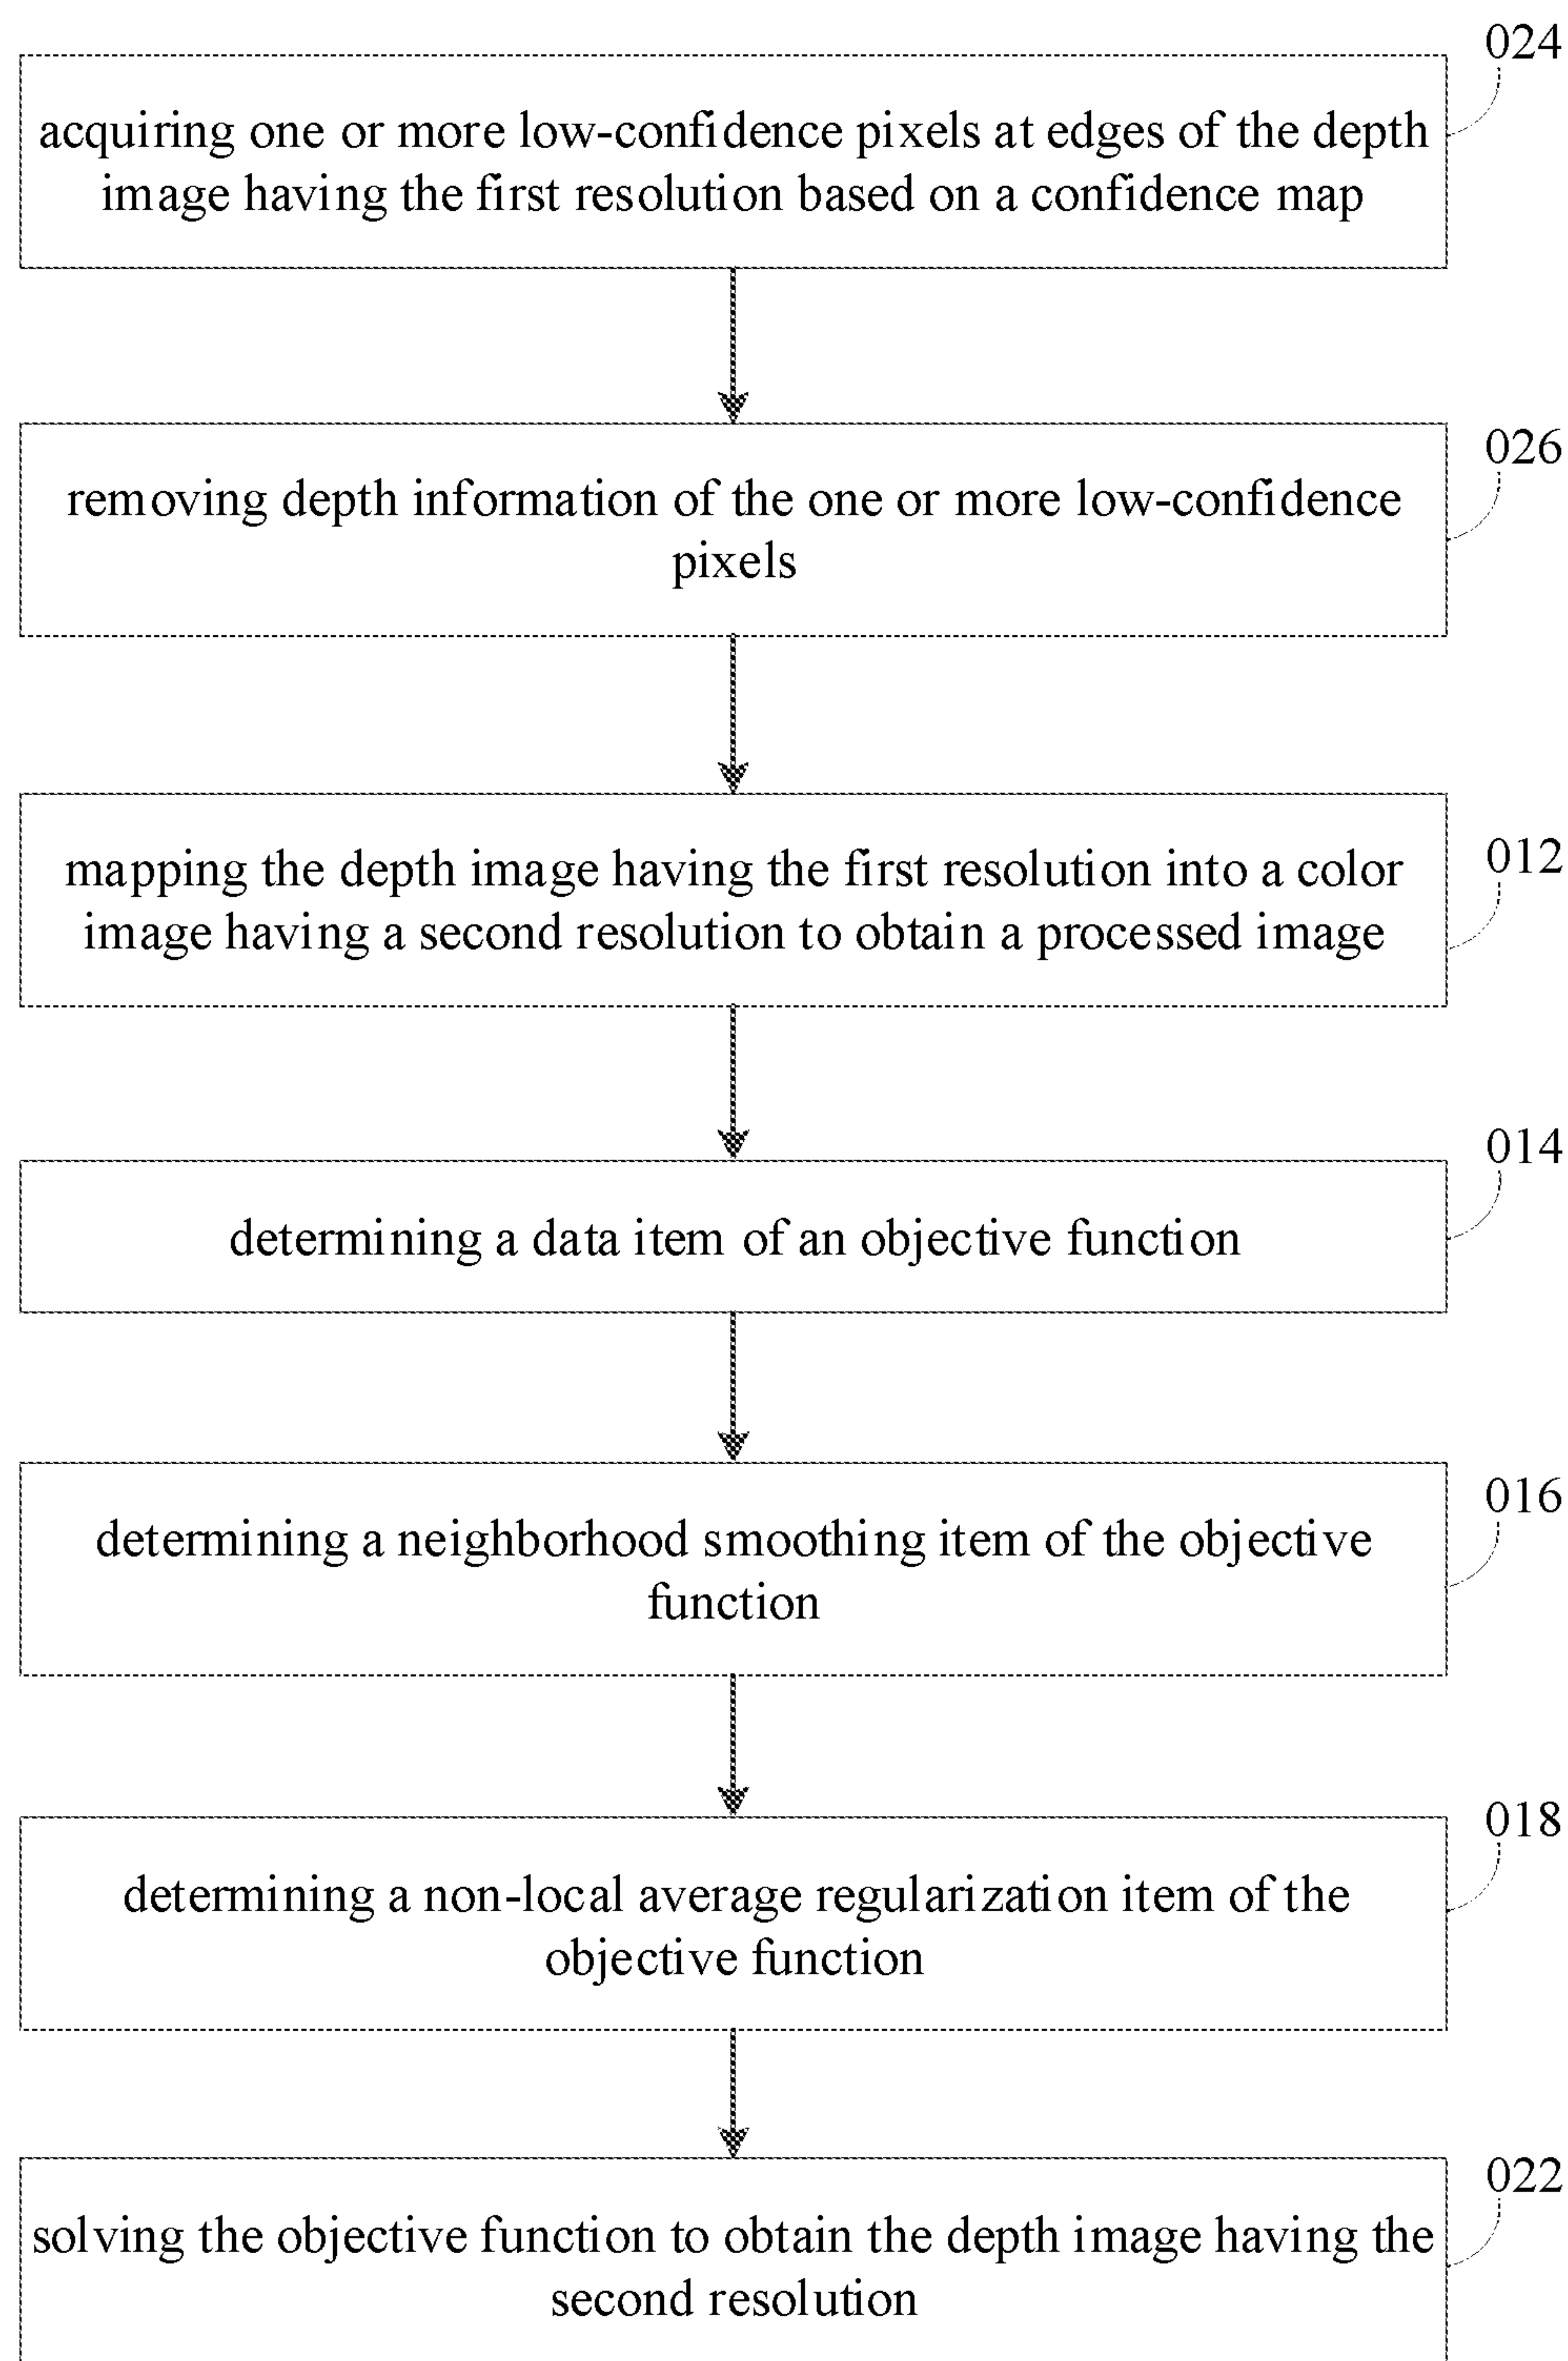 024
acquiring one or more low-confidence pixels at edges of the depth
image having the first resolution based on a confidence map
026
removing depth information of the one or more low-confidence
pixels
012
mapping the depth image having the first resolution into a color
image having a second resolution to obtain a processed image
014
determining a data item of an objective function
016
determining a neighborhood smoothing item of the objective
function
018
determining a non-local average regularization item of the
objective function
022
solving the objective function to obtain the depth image having the
second resolution